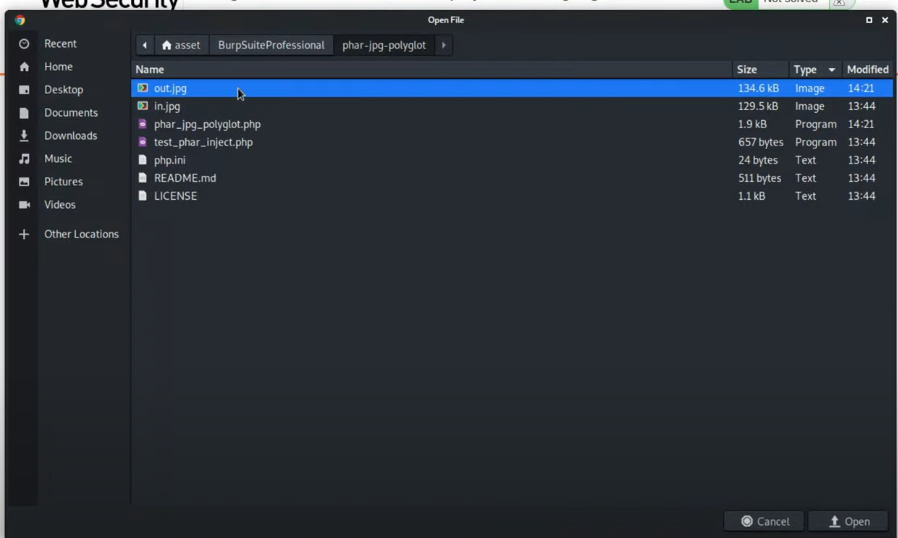 WebSecurity
LAB Not solved
Open File
Recent
Home
Desktop
Documents
Downloads
Music
Pictures
Videos
Other Locations
asset BurpSuiteProfessional phar-jpg-polyglot
Name Size Type Modified
out.jpg 134.6 kB Image 14:21
in.jpg 129.5 kB Image 13:44
phar_jpg_polyglot.php 1.9 kB Program 14:21
test_phar_inject.php 657 bytes Program 13:44
php.ini 24 bytes Text 13:44
README.md 511 bytes Text 13:44
LICENSE 1.1 kB Text 13:44
Cancel Open